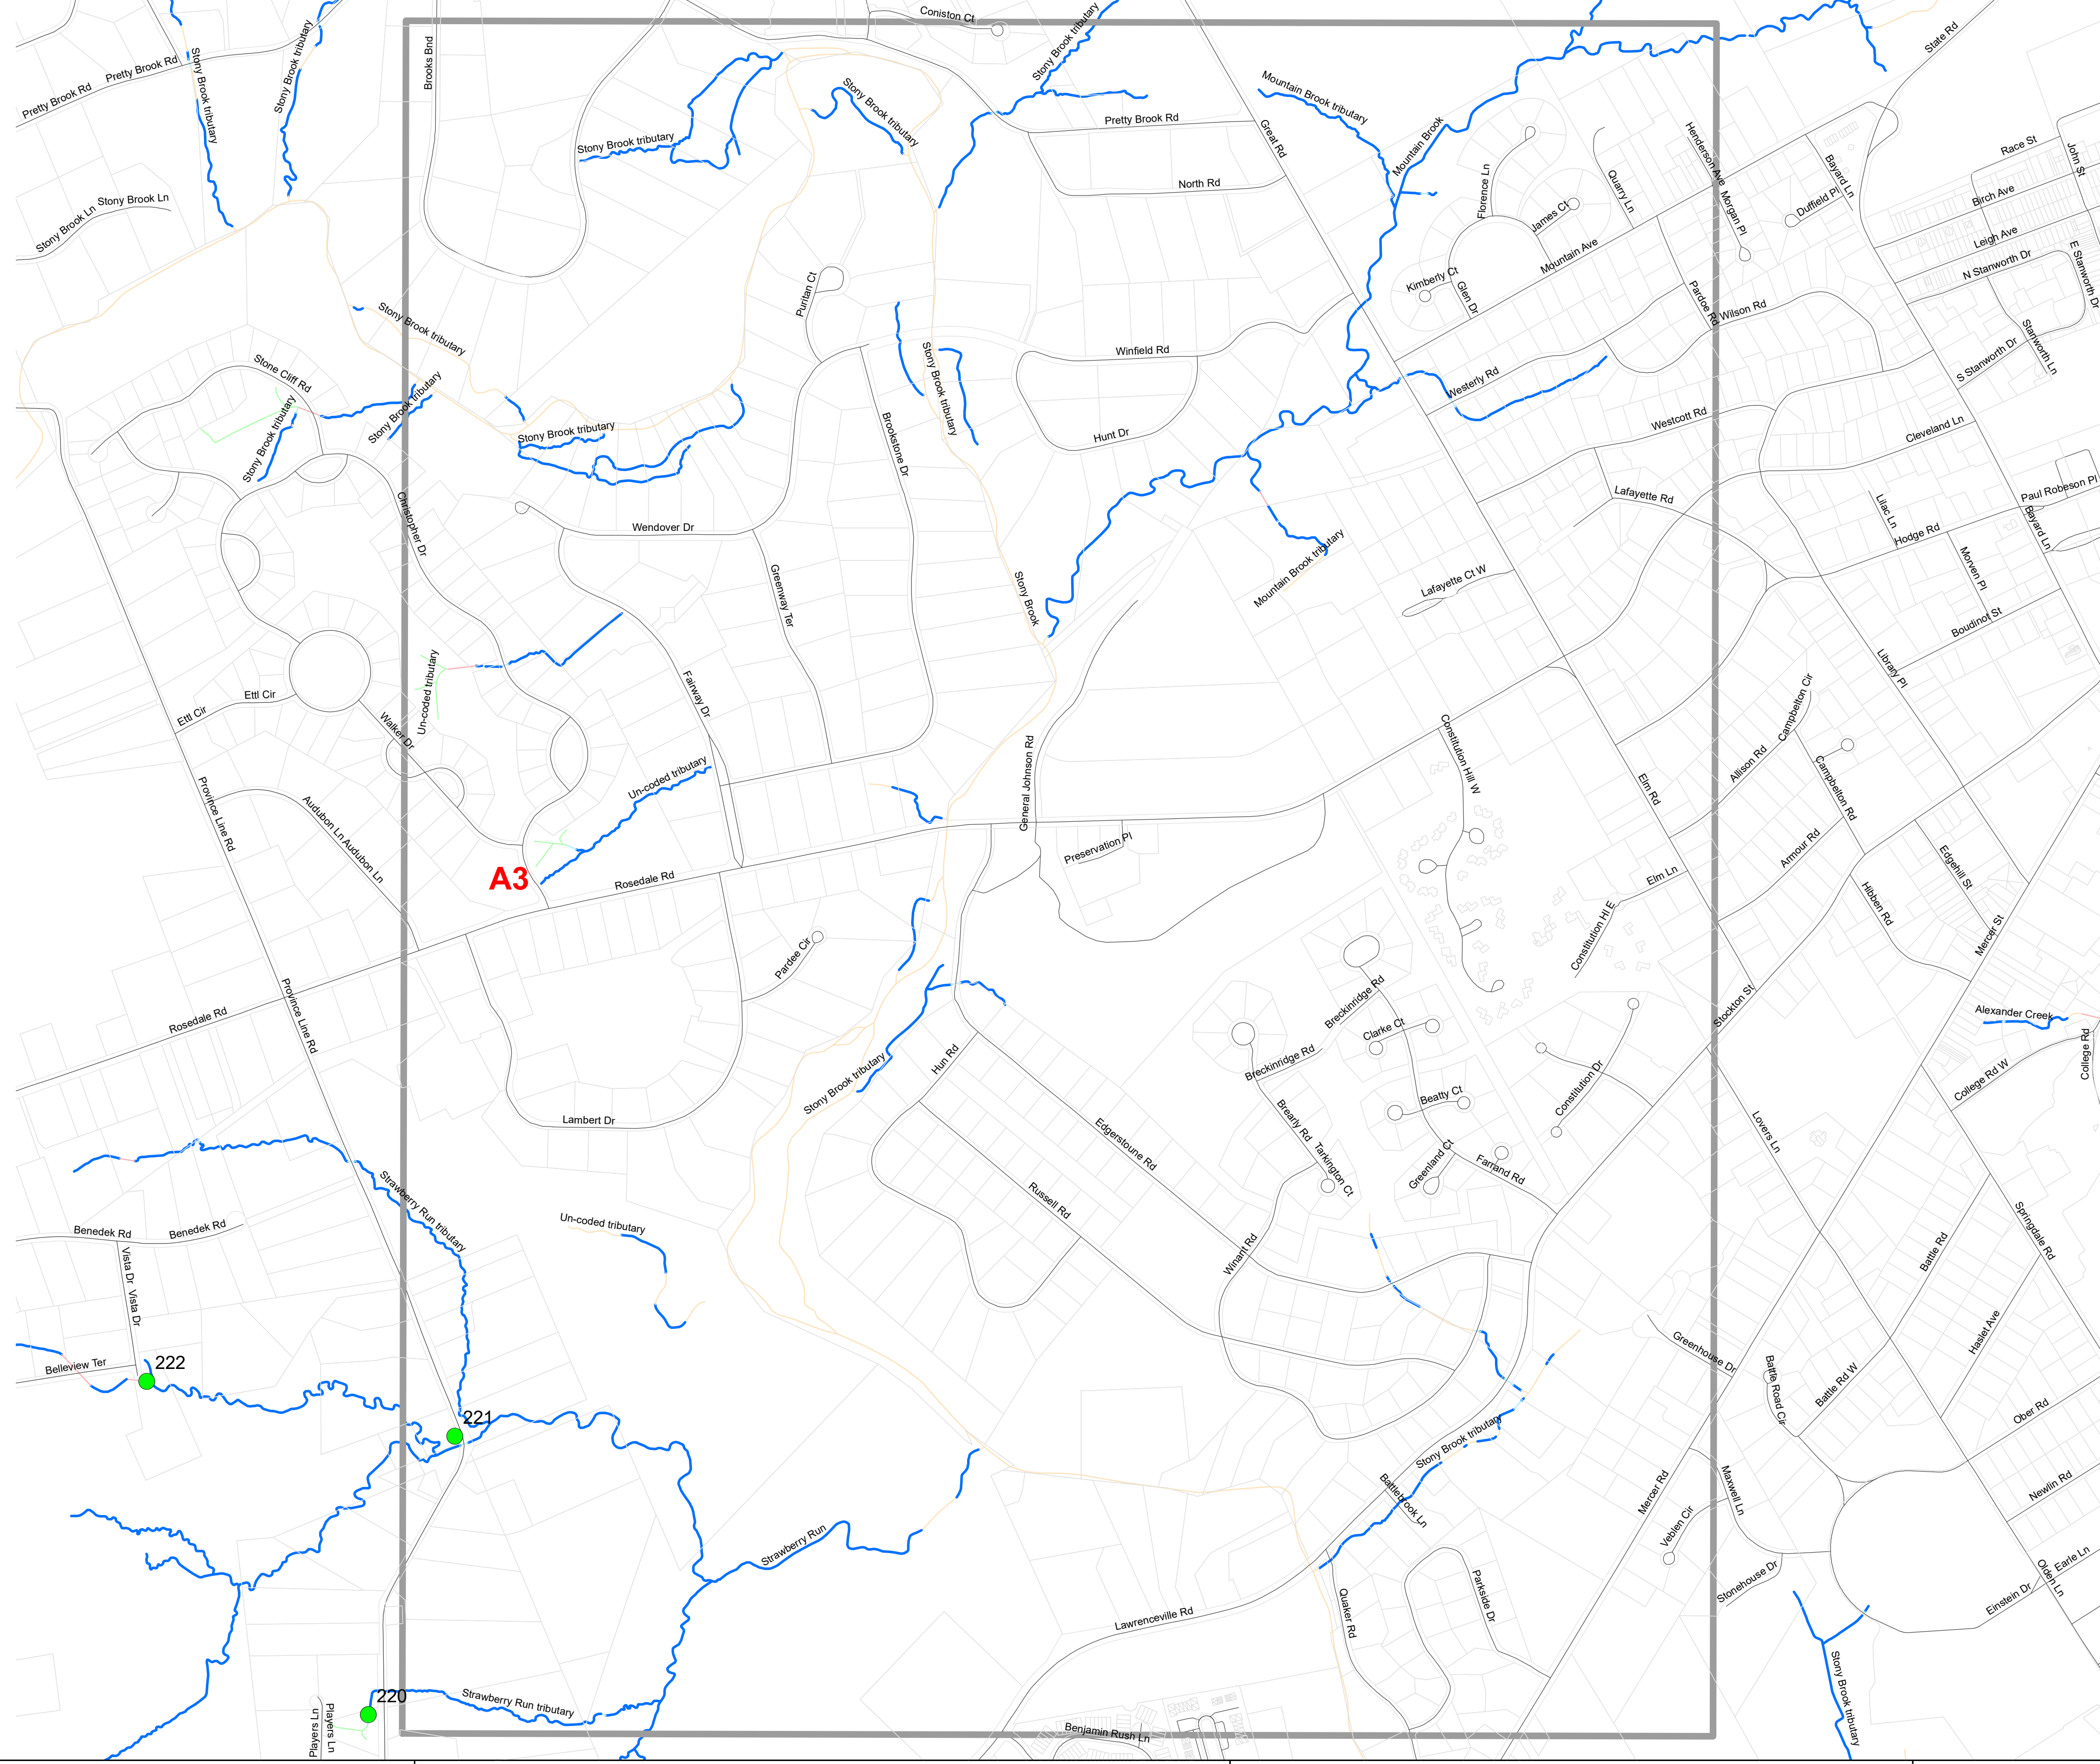 Coniston Ct
Brooks Bnd
Stony Brook tributary
Stony Brook tributary
Stony Brook tributary
State Rd
Pretty Brook Rd
Pretty Brook Rd
Mountain Brook tributary
Stony Brook tributary
Pretty Brook Rd
Great Rd
Mountain Brook
Henderson Ave
Race St
John St
Stony Brook tributary
Bayard Ln
North Rd
Florence Ln
Quarry Ln
Morgan Pl
Duffield Pl
Birch Ave
Stony Brook Ln
Stony Brook Ln
James Ct
Leigh Ave
E Stanworth Dr
Mountain Ave
N Stanworth Dr
Puritan Ct
Kimberly Ct
Glen Dr
Pardoe Rd
Wilson Rd
Stony Brook tributary
Stanworth Ln
Winfield Rd
S Stanworth Dr
Stone Cliff Rd
Stony Brook tributary
Westerly Rd
Stony Brook tributary
Stony Brook tributary
Stony Brook tributary
Brookstone Dr
Hunt Dr
Westcott Rd
Cleveland Ln
Lafayette Rd
Paul Robeson Pl
Christopher Dr
Wendover Dr
Lilac Ln
Hodge Rd
Bayard Ln
Mountain Brook tributary
Greenway Ter
Stony Brook
Lafayette Ct W
Morven Pl
Boudinot St
Un-coded tributary
Fairway Dr
Library Pl
Ettl Cir
Ettl Cir
Walker Dr
Campbelton Cir
General Johnson Rd
Constitution Hill W
Allison Rd
Un-coded tributary
Elm Rd
Campbelton Rd
Province Line Rd
Audubon Ln
Audubon Ln
Preservation Pl
Armour Rd
Edgehill St
A3
Rosedale Rd
Elm Ln
Hibben Rd
Constitution Hl E
Mercer St
Pardee Cir
Breckinridge Rd
Stockton St
Rosedale Rd
Province Line Rd
Clarke Ct
Alexander Creek
College Rd
Hun Rd
Breckinridge Rd
Stony Brook tributary
Constitution Dr
College Rd W
Lambert Dr
Beatty Ct
Brearly Rd
Edgerstoune Rd
Lovers Ln
Tarkington Ct
Greenland Ct
Farrand Rd
Strawberry Run tributary
Russell Rd
Benedek Rd
Benedek Rd
Un-coded tributary
Springdale Rd
Winant Rd
Battle Rd
Vista Dr
Vista Dr
Haslet Ave
Greenhouse Dr
222
Belleview Ter
Battle Road Cir
Battle Rd W
221
Ober Rd
Stony Brook tributary
Battlebrook Ln
Mercer Rd
Maxwell Ln
Newlin Rd
Veblen Cir
Strawberry Run
Earle Ln
Olden Ln
Stonehouse Dr
Parkside Dr
Quaker Rd
Einstein Dr
Lawrenceville Rd
Stony Brook tributary
220
Strawberry Run tributary
Players Ln
Players Ln
Benjamin Rush Ln